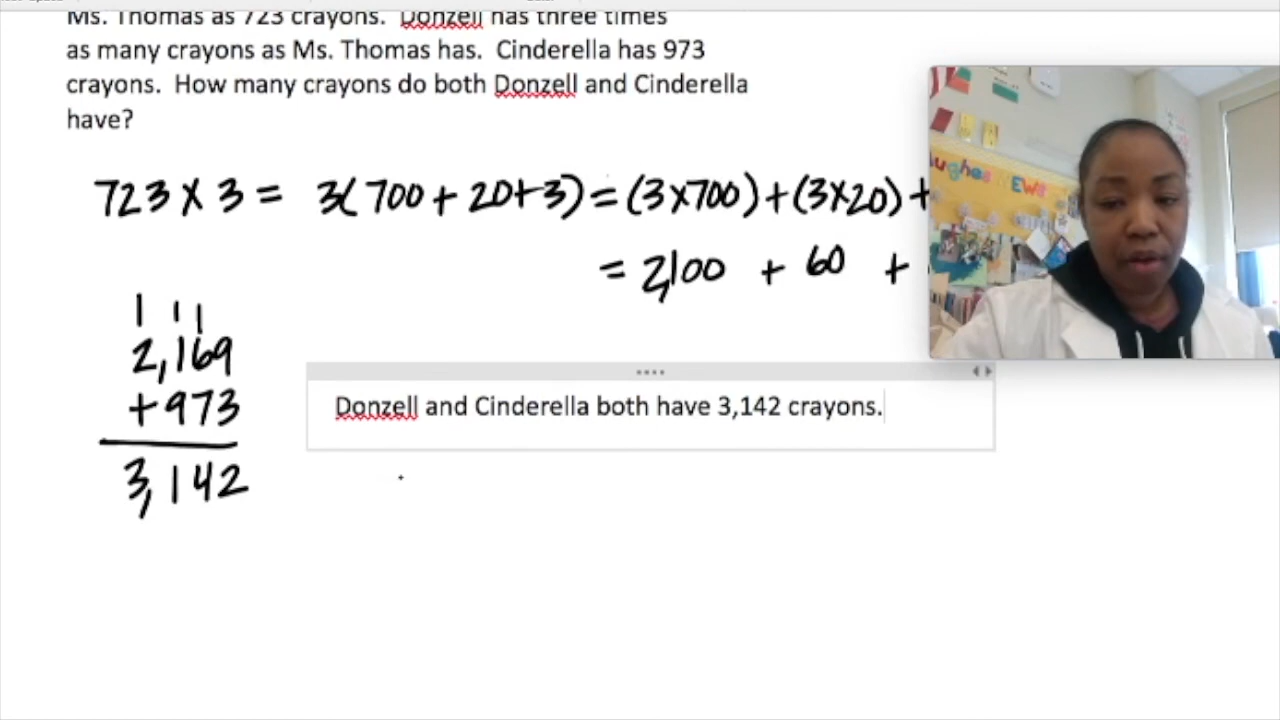 Ms. Thomas as 723 crayons. Donzell has three times
as many crayons as Ms. Thomas has. Cinderella has 973
crayons. How many crayons do both Donzell and Cinderella
have?
723 x 3 = 3(700 + 20+3) = (3x700) + (3x20) +
= 2,100 + 60 +
1 1 1
2,169
+973
3,142
Donzell and Cinderella both have 3,142 crayons.